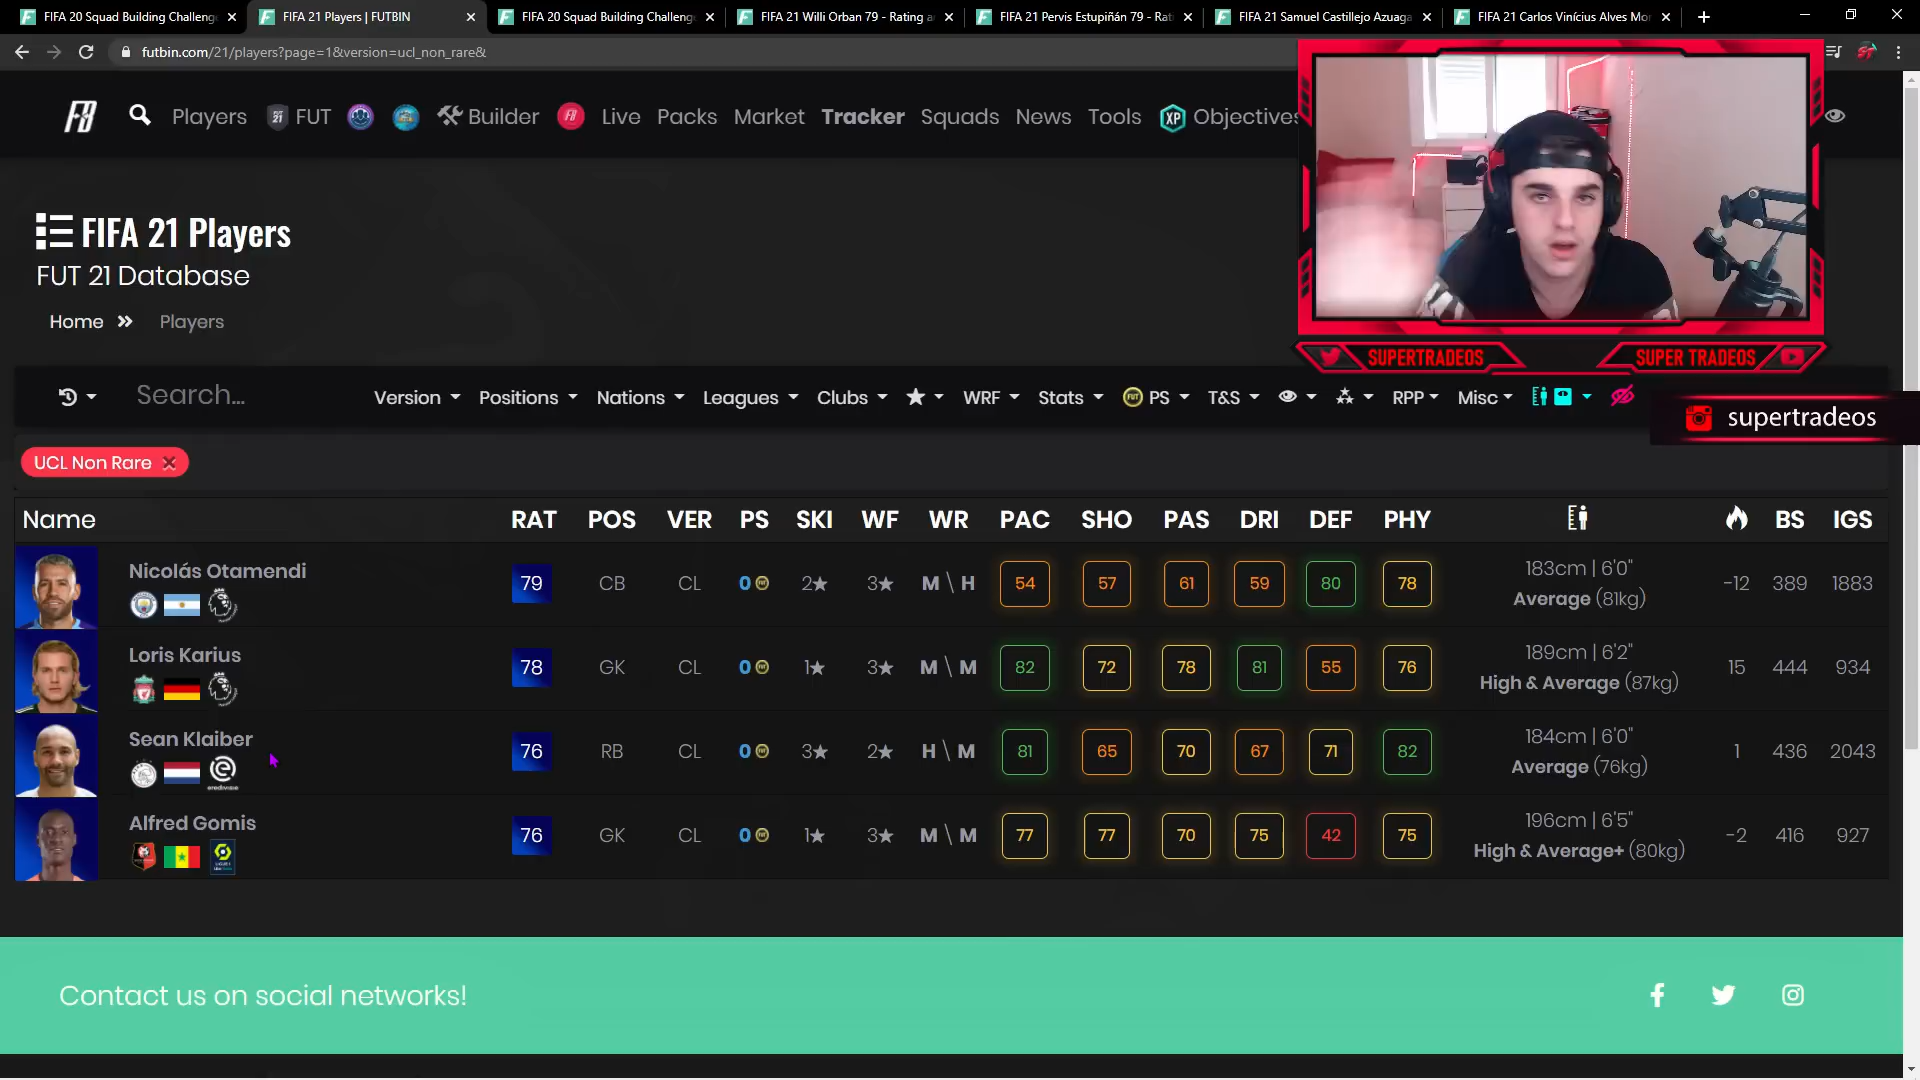 FIFA 20 Squad Building Challeng
FIFA 21 Players | FUTBIN
FIFA 20 Squad Building Challeng
FIFA 21 Willi Orban 79 - Rating a
FIFA 21 Pervis Estupiñán 79 - Rat
FIFA 21 Samuel Castillejo Azuaga
FIFA 21 Carlos Vinícius Alves Mor
futbin.com/21/players?page=1&version=ucl_non_rare&
Players FUT Builder Live Packs Market Tracker Squads News Tools XP Objectives
FIFA 21 Players
FUT 21 Database
Home Players
SUPERTRADEOS SUPER TRADEOS
supertradeos
Search... Version Positions Nations Leagues Clubs WRF Stats PS T&S RPP Misc
UCL Non Rare
Name RAT POS VER PS SKI WF WR PAC SHO PAS DRI DEF PHY BS IGS
Nicolás Otamendi 79 CB CL 0 2★ 3★ M \ H 54 57 61 59 80 78 183cm | 6'0" Average (81kg) -12 389 1883
Loris Karius 78 GK CL 0 1★ 3★ M \ M 82 72 78 81 55 76 189cm | 6'2" High & Average (87kg) 15 444 934
Sean Klaiber 76 RB CL 0 3★ 2★ H \ M 81 65 70 67 71 82 184cm | 6'0" Average (76kg) 1 436 2043
Alfred Gomis 76 GK CL 0 1★ 3★ M \ M 77 77 70 75 42 75 196cm | 6'5" High & Average+ (80kg) -2 416 927
Contact us on social networks!